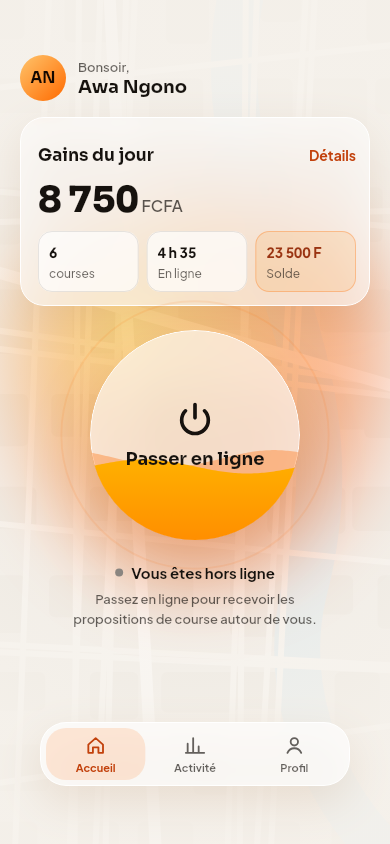 AN
Bonsoir,
Awa Ngono
Gains du jour
Détails
8 750 FCFA
6
courses
4 h 35
En ligne
23 500 F
Solde
Passer en ligne
Vous êtes hors ligne
Passez en ligne pour recevoir les
propositions de course autour de vous.
Accueil
Activité
Profil